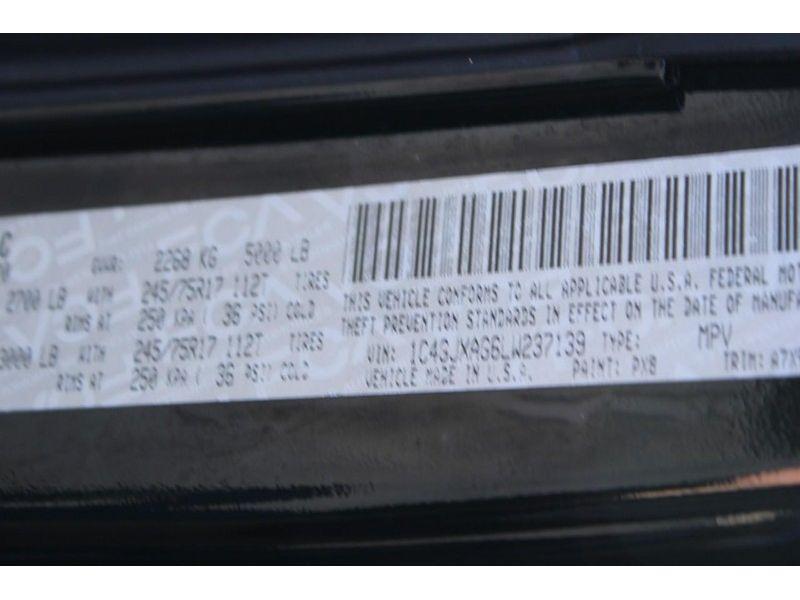 C
GVWR: 2268 KG 5000 LB
2700 LB WITH 245/75R17 112T TIRES
RIMS AT 250 KPA ( 36 PSI) COLD
3000 LB WITH 245/75R17 112T TIRES
RIMS AT 250 KPA ( 36 PSI) COLD
THIS VEHICLE CONFORMS TO ALL APPLICABLE U.S.A. FEDERAL MOT
THEFT PREVENTION STANDARDS IN EFFECT ON THE DATE OF MANUFA
VIN: 1C4GJXAG6LW237139 TYPE: MPV
VEHICLE MADE IN U.S.A. PAINT: PX8 TRIM: A7X9